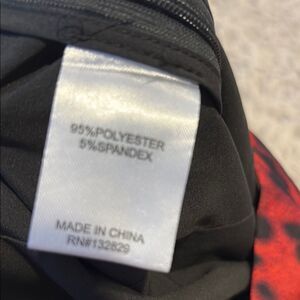 95%POLYESTER
5%SPANDEX
MADE IN CHINA
RN#132829